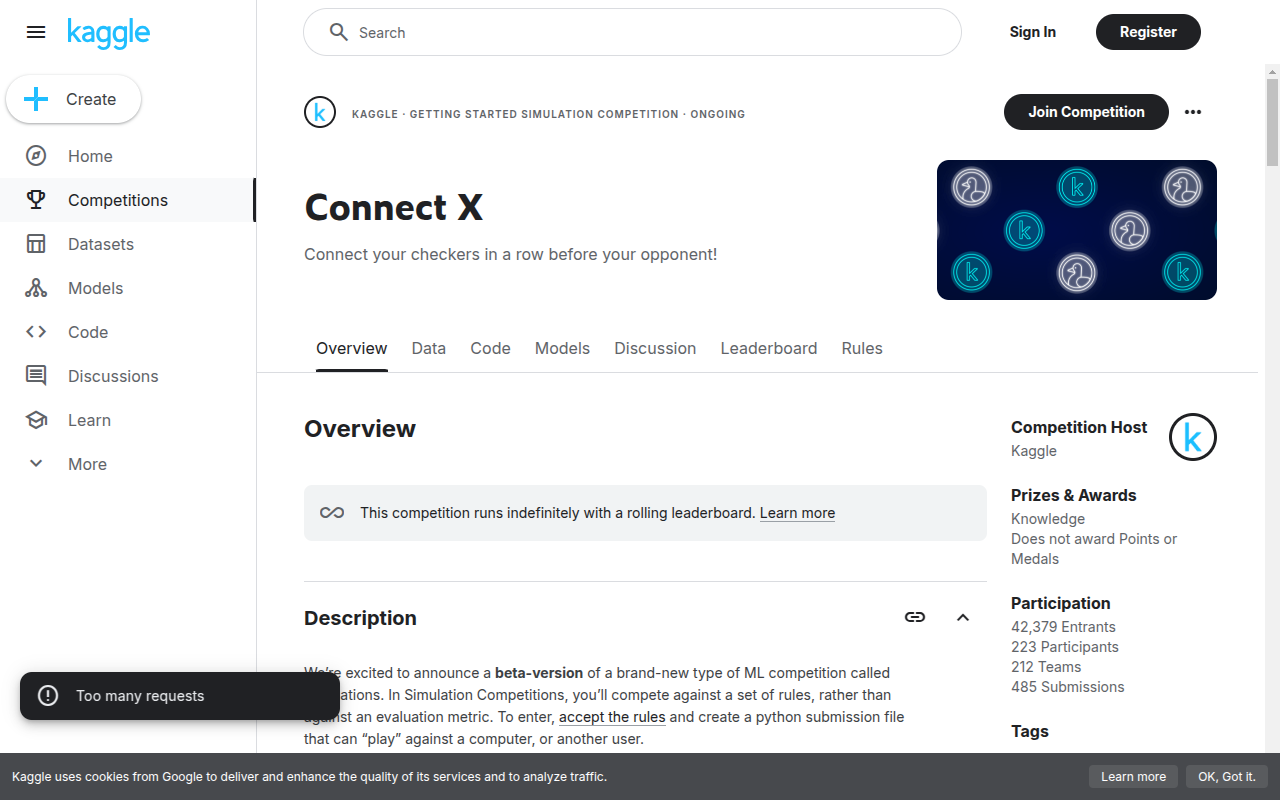 kaggle
Search
Sign In
Register
Create
Home
Competitions
Datasets
Models
Code
Discussions
Learn
More
k
KAGGLE · GETTING STARTED SIMULATION COMPETITION · ONGOING
Join Competition
Connect X
Connect your checkers in a row before your opponent!
k
k
k
k
Overview
Data
Code
Models
Discussion
Leaderboard
Rules
Overview
This competition runs indefinitely with a rolling leaderboard. Learn more
Description
We're excited to announce a beta-version of a brand-new type of ML competition called
ations. In Simulation Competitions, you'll compete against a set of rules, rather than
against an evaluation metric. To enter, accept the rules and create a python submission file
that can “play” against a computer, or another user.
Competition Host
Kaggle
k
Prizes & Awards
Knowledge
Does not award Points or
Medals
Participation
42,379 Entrants
223 Participants
212 Teams
485 Submissions
Tags
Too many requests
Kaggle uses cookies from Google to deliver and enhance the quality of its services and to analyze traffic.
Learn more
OK, Got it.